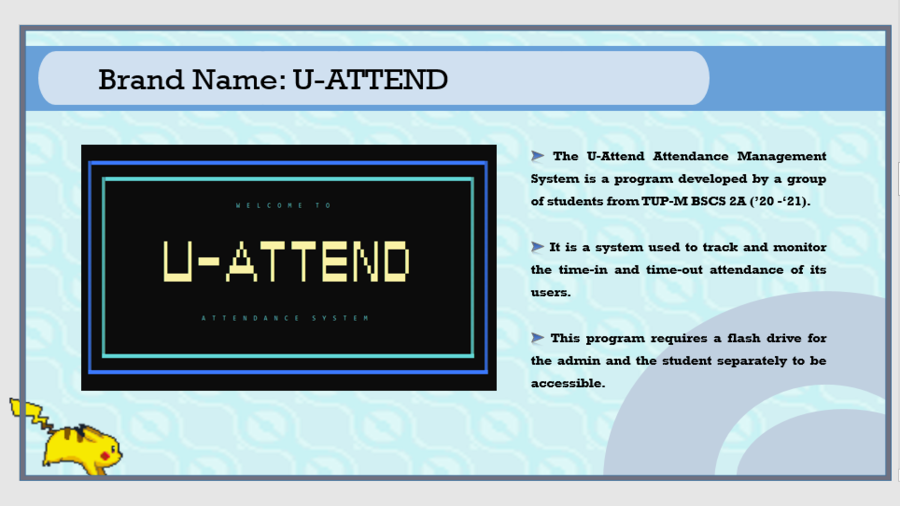 Brand Name: U-ATTEND
WELCOME TO
U-ATTEND
ATTENDANCE SYSTEM
➤ The U-Attend Attendance Management
System is a program developed by a group
of students from TUP-M BSCS 2A ('20 -'21).
➤ It is a system used to track and monitor
the time-in and time-out attendance of its
users.
➤ This program requires a flash drive for
the admin and the student separately to be
accessible.